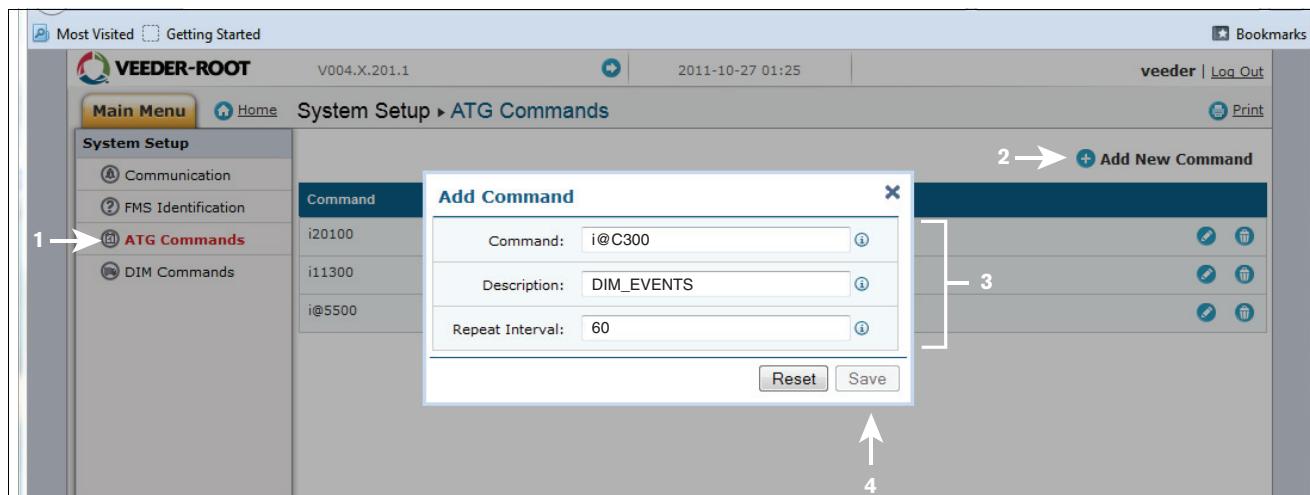 Most Visited Getting Started Bookmarks
VEEDER-ROOT V004.X.201.1 2011-10-27 01:25 veeder | Log Out
Main Menu Home System Setup ▸ ATG Commands Print
System Setup
2 Add New Command
Communication
FMS Identification
1 ATG Commands
DIM Commands
Command
i20100
i11300
i@5500
Add Command
Command: i@C300
Description: DIM_EVENTS
Repeat Interval: 60
3
Reset Save
4